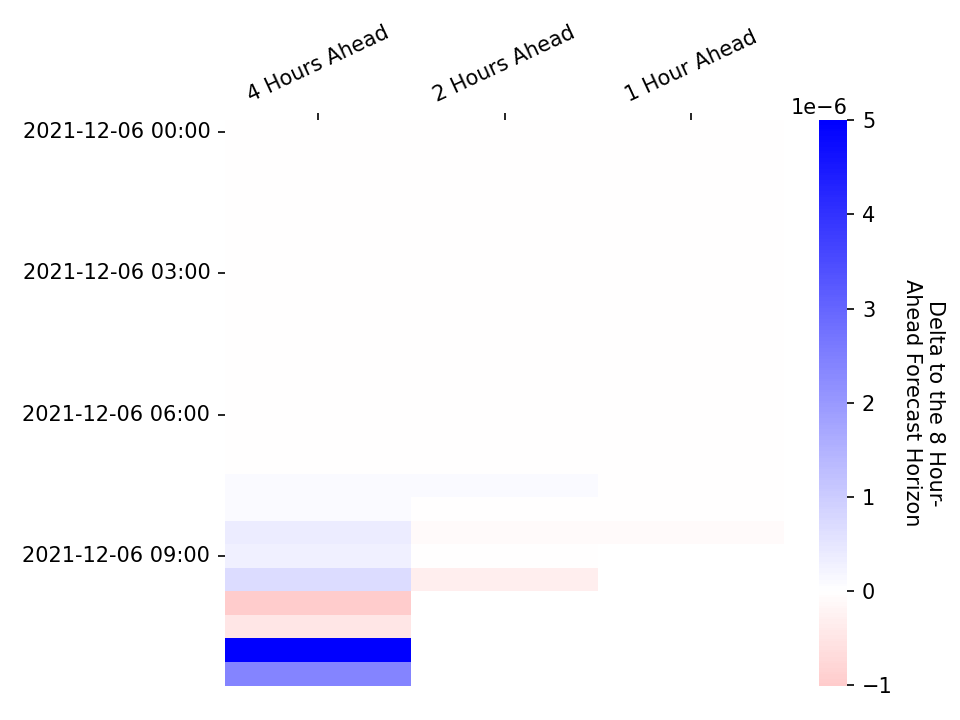 4 Hours Ahead
2 Hours Ahead
1 Hour Ahead
2021-12-06 00:00
2021-12-06 03:00
2021-12-06 06:00
2021-12-06 09:00
1e−6
5
4
3
2
1
0
−1
Delta to the 8 Hour-
Ahead Forecast Horizon